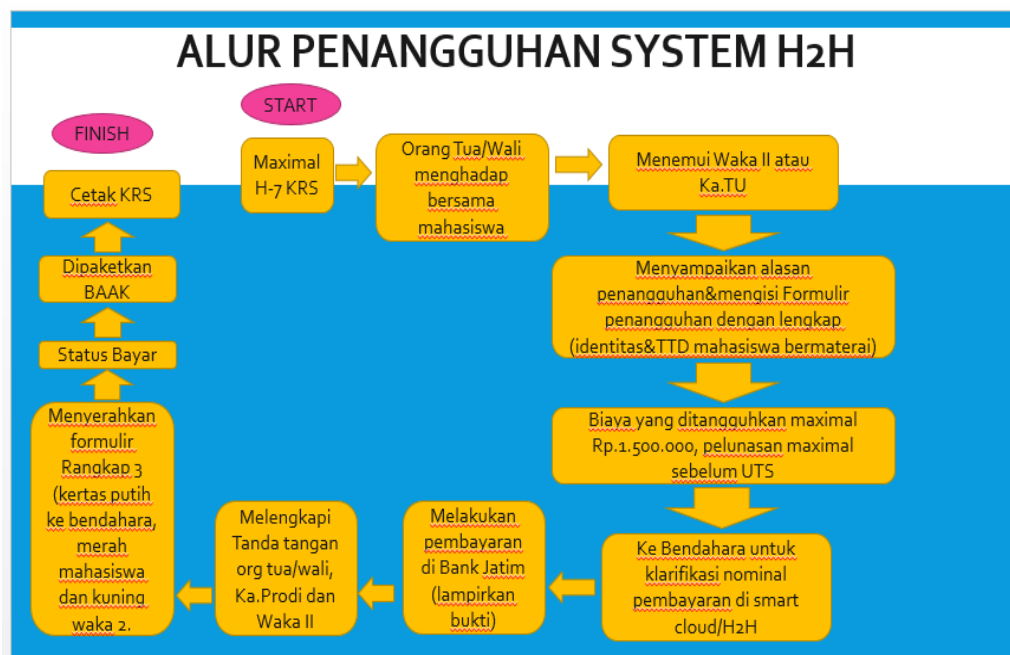 ALUR PENANGGUHAN SYSTEM H2H
START
Maximal
H-7 KRS
Orang Tua/Wali
menghadap
bersama
mahasiswa
Menemui Waka II atau
Ka.TU
Menyampaikan alasan
penangguhan&mengisi Formulir
penangguhan dengan lengkap
(identitas&TTD mahasiswa bermaterai)
Biaya yang ditangguhkan maximal
Rp.1.500.000, pelunasan maximal
sebelum UTS
Ke Bendahara untuk
klarifikasi nominal
pembayaran di smart
cloud/H2H
Melakukan
pembayaran
di Bank Jatim
(lampirkan
bukti)
Melengkapi
Tanda tangan
org tua/wali,
Ka.Prodi dan
Waka II
Menyerahkan
formulir
Rangkap 3
(kertas putih
ke bendahara,
merah
mahasiswa
dan kuning
waka 2.
Status Bayar
Dipaketkan
BAAK
Cetak KRS
FINISH